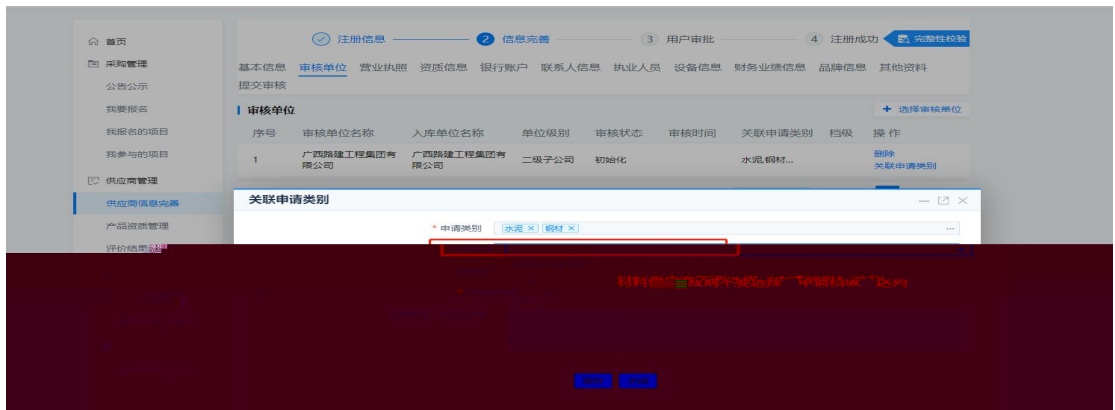 首页
注册信息
2 信息完善
3 用户审批
4 注册成功
完整性校验
采购管理
公告公示
我要报名
我报名的项目
我参与的项目
供应商管理
供应商信息完善
产品资质管理
评价结果
基本信息 审核单位 营业执照 资质信息 银行账户 联系人信息 执业人员 设备信息 财务业绩信息 品牌信息 其他资料
提交审核
审核单位
+ 选择审核单位
序号 审核单位名称 入库单位名称 单位级别 审核状态 审核时间 关联申请类别 档级 操作
1 广西路建工程集团有限公司 广西路建工程集团有限公司 二级子公司 初始化 水泥,钢材... 删除
关联申请类别
关联申请类别
* 申请类别 水泥 × 钢材 × ...